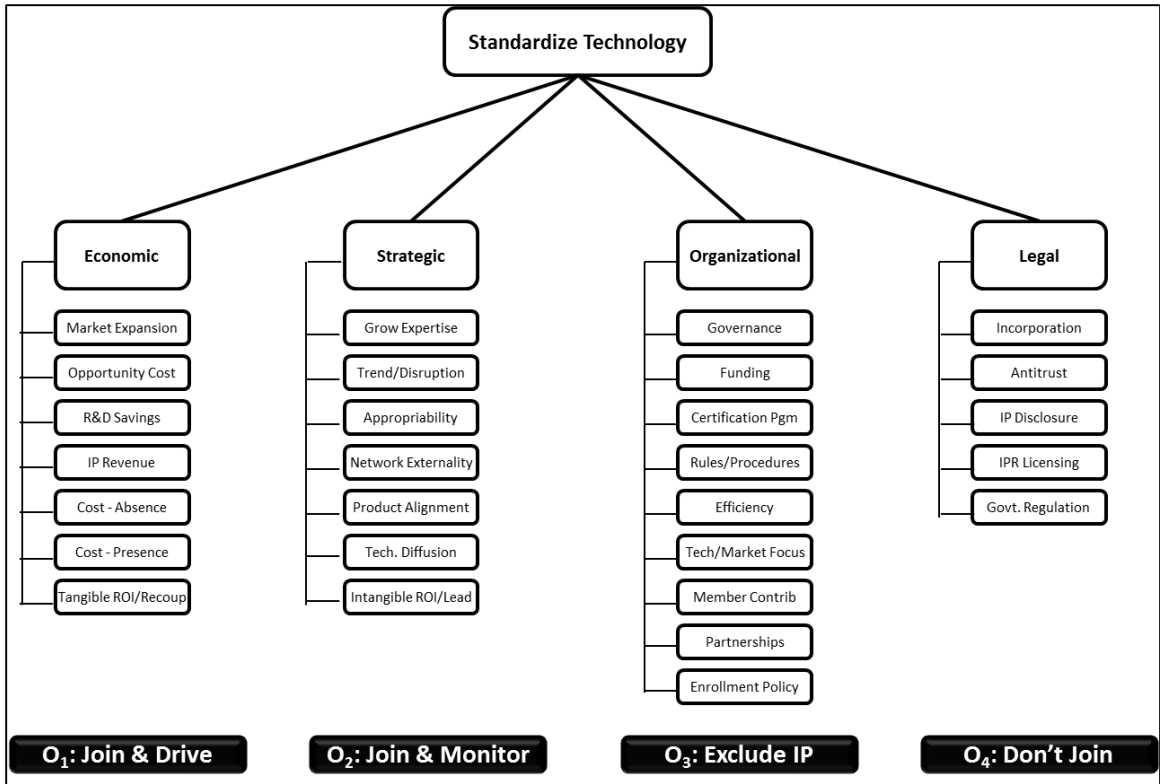 Standardize Technology
Economic
Market Expansion
Opportunity Cost
R&D Savings
IP Revenue
Cost - Absence
Cost - Presence
Tangible ROI/Recoup
Strategic
Grow Expertise
Trend/Disruption
Appropriability
Network Externality
Product Alignment
Tech. Diffusion
Intangible ROI/Lead
Organizational
Governance
Funding
Certification Pgm
Rules/Procedures
Efficiency
Tech/Market Focus
Member Contrib
Partnerships
Enrollment Policy
Legal
Incorporation
Antitrust
IP Disclosure
IPR Licensing
Govt. Regulation
O₁: Join & Drive
O₂: Join & Monitor
O₃: Exclude IP
O₄: Don’t Join